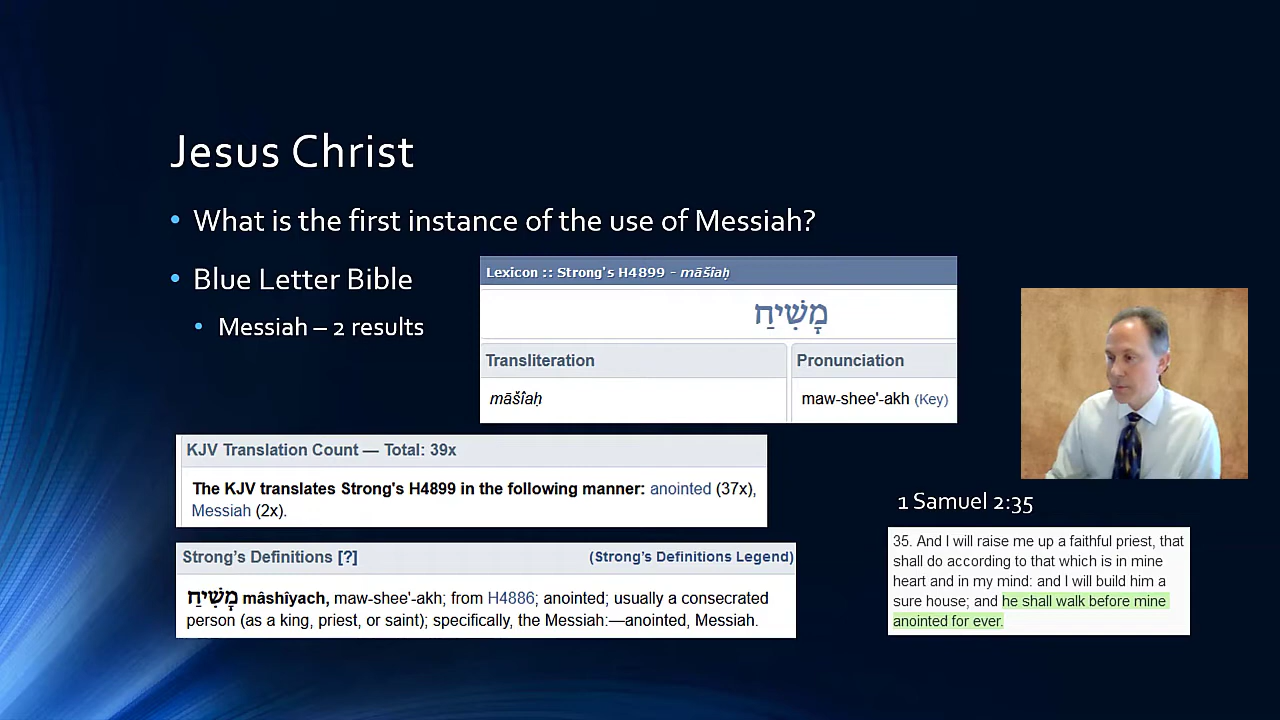 Jesus Christ
• What is the first instance of the use of Messiah?
• Blue Letter Bible
• Messiah – 2 results
Lexicon :: Strong's H4899 - māšîaḥ
מָשִׁיחַ
Transliteration
Pronunciation
māšîaḥ
maw-shee'-akh (Key)
KJV Translation Count — Total: 39x
The KJV translates Strong's H4899 in the following manner: anointed (37x),
Messiah (2x).
Strong’s Definitions [?]
(Strong’s Definitions Legend)
מָשִׁיחַ mâshîyach, maw-shee'-akh; from H4886; anointed; usually a consecrated
person (as a king, priest, or saint); specifically, the Messiah:—anointed, Messiah.
1 Samuel 2:35
35. And I will raise me up a faithful priest, that
shall do according to that which is in mine
heart and in my mind: and I will build him a
sure house; and he shall walk before mine
anointed for ever.